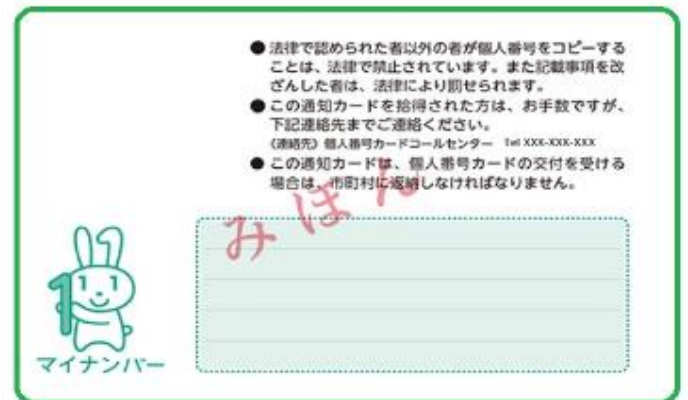 ●法律で認められた者以外の者が個人番号をコピーする
ことは、法律で禁止されています。また記載事項を改
ざんした者は、法律により罰せられます。
●この通知カードを拾得された方は、お手数ですが、
下記連絡先までご連絡ください。
(連絡先) 個人番号カードコールセンター Tel XXX-XXX-XXX
●この通知カードは、個人番号カードの交付を受ける
場合は、市町村に返納しなければなりません。
みほん
1
マイナンバー